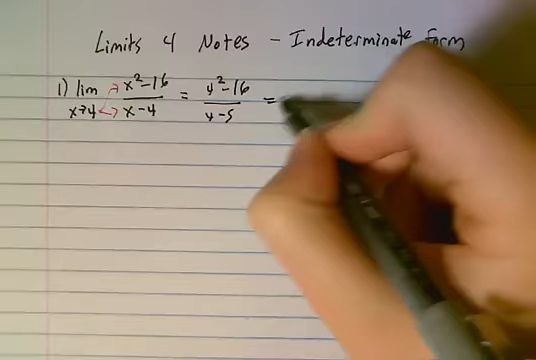 Limits 4 Notes - Indeterminate Form
1) lim x→4 x²-16 / x-4 = 4²-16 / 4-5 =